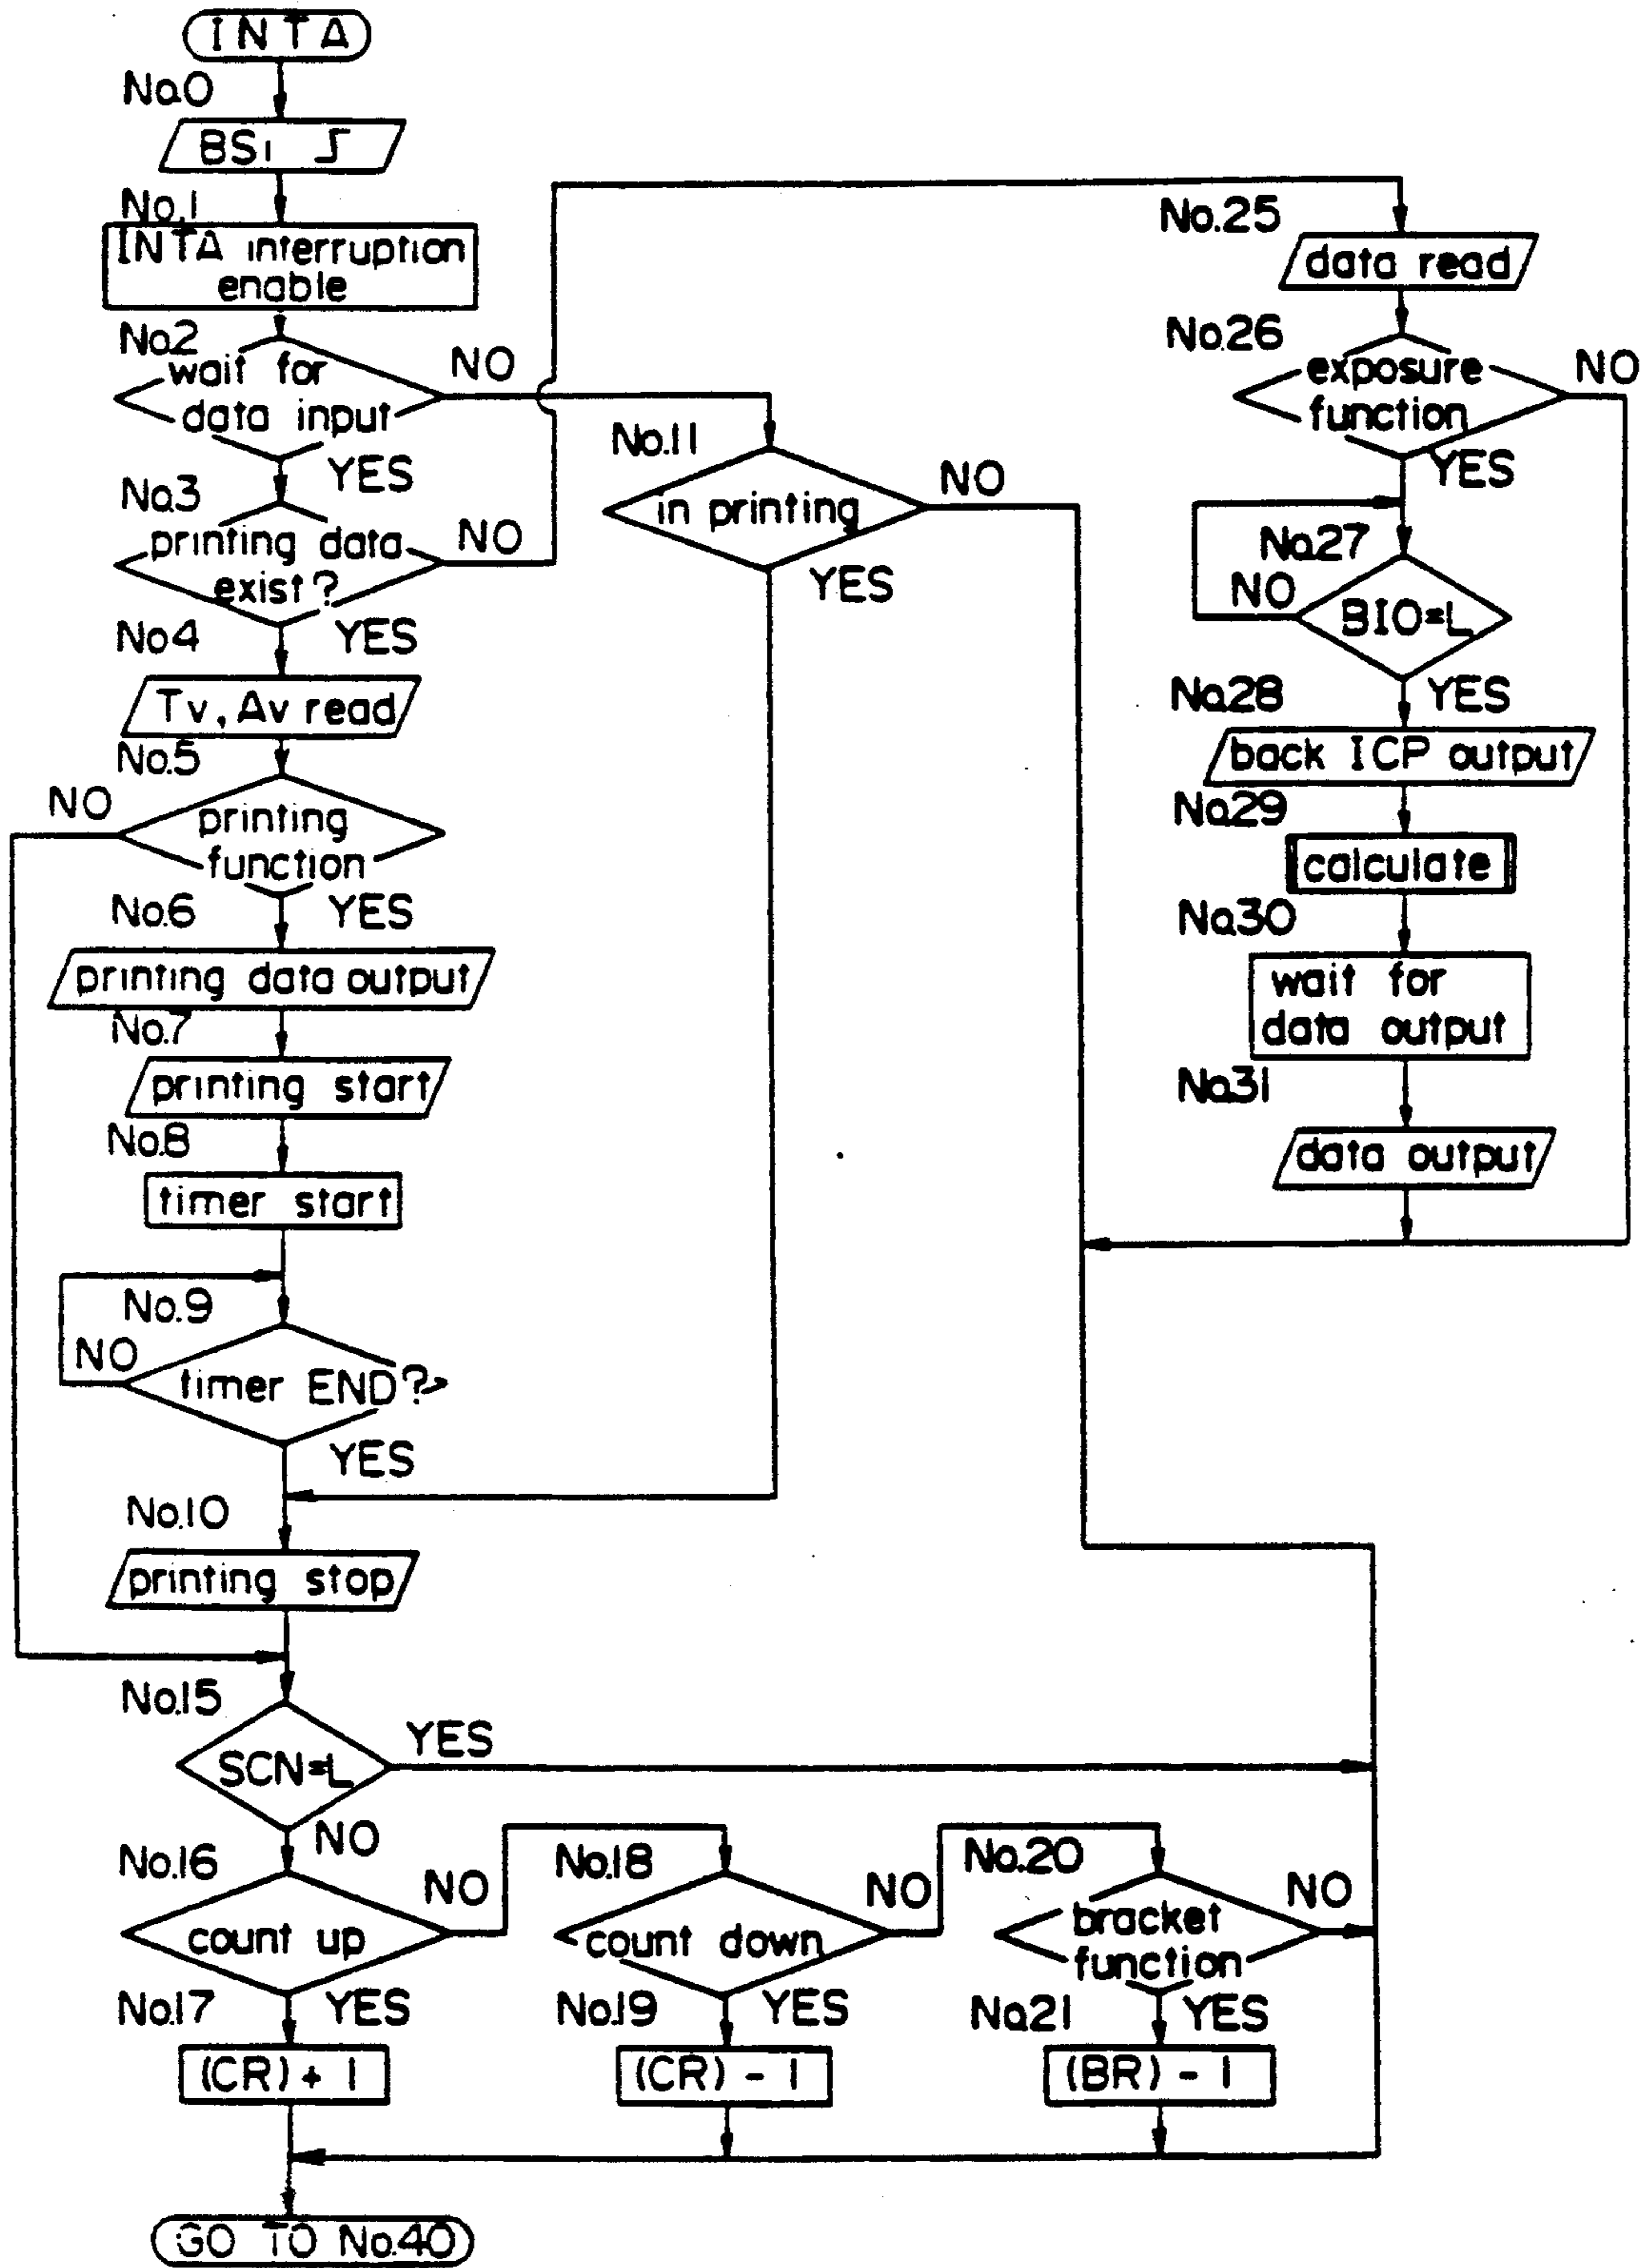 INTA
No.0
BSı
No.1
INTA interruption
enable
No.2
wait for
data input
NO
YES
No.3
printing data
exist?
NO
YES
No4
Tv, Av read
No.5
NO
printing
function
YES
No.6
printing data output
No.7
printing start
No.8
timer start
No.9
NO
timer END?
YES
No.10
printing stop
No.11
in printing
NO
YES
No.25
data read
No.26
exposure
function
NO
YES
No.27
NO
BIO=L
YES
No.28
back ICP output
No.29
calculate
No.30
wait for
data output
No.31
data output
No.15
SCN=L
YES
NO
No.16
count up
NO
YES
No.17
(CR) + 1
No.18
count down
NO
YES
No.19
(CR) - 1
No.20
bracket
function
NO
YES
No.21
(BR) - 1
GO TO No.40